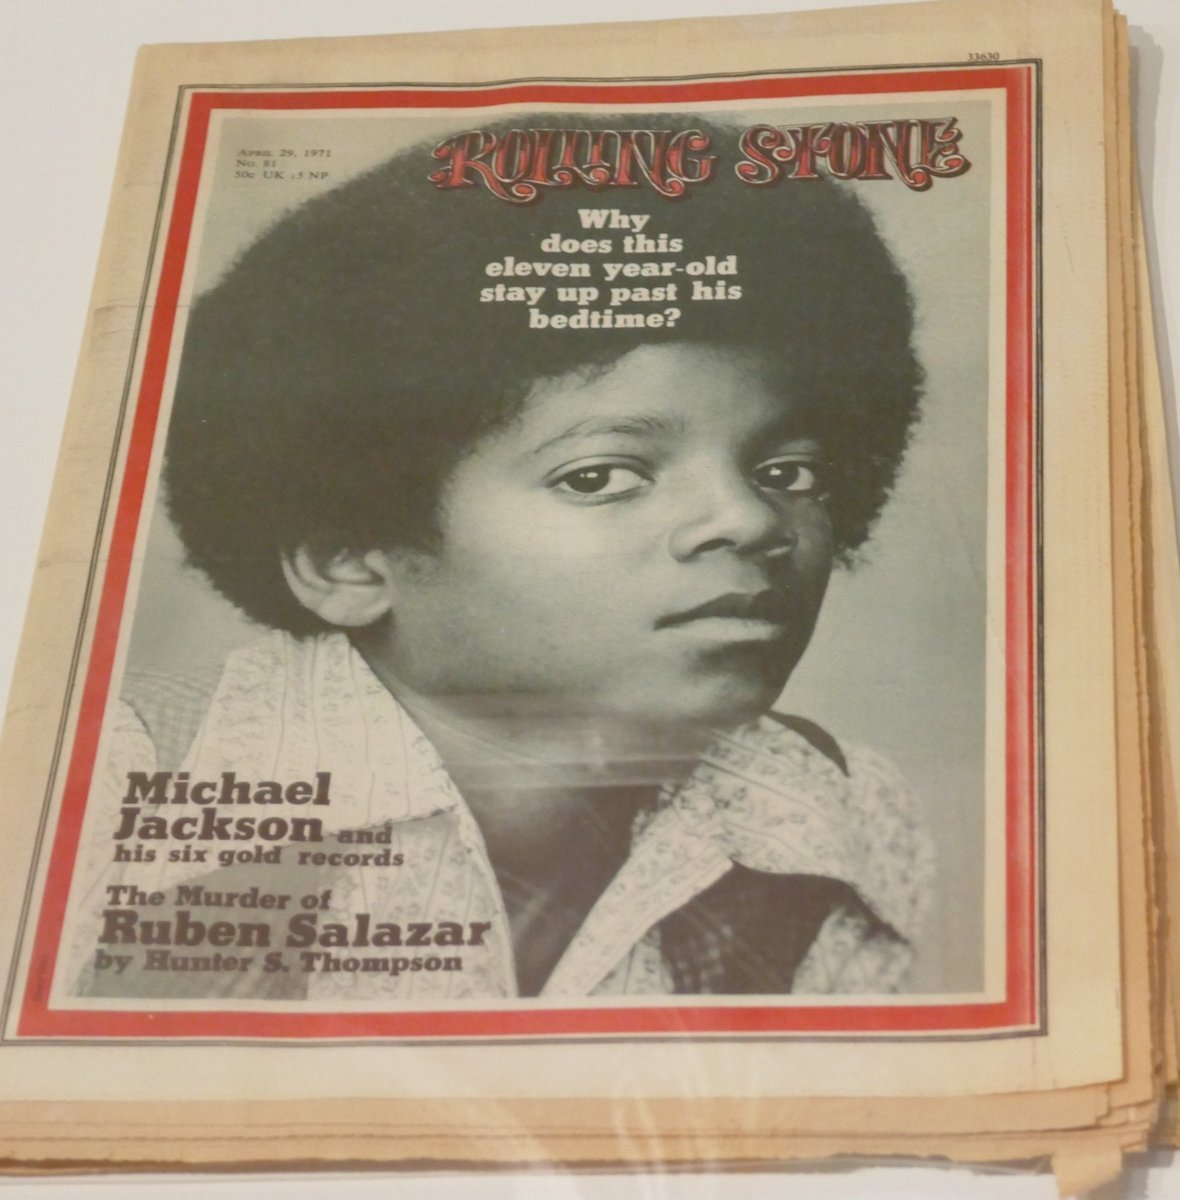 33630
ROLLING STONE
April 29, 1971
No. 81
50c UK 15 NP
Why
does this
eleven year-old
stay up past his
bedtime?
Michael
Jackson and
his six gold records
The Murder of
Ruben Salazar
by Hunter S. Thompson